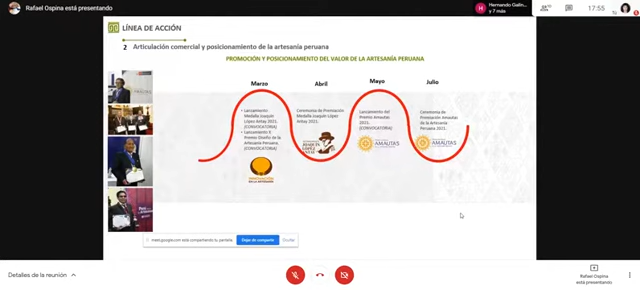 Rafael Ospina está presentando
Hernando Galin...
y 7 más
17:55
LÍNEA DE ACCIÓN
2 Articulación comercial y posicionamiento de la artesanía peruana
PROMOCIÓN Y POSICIONAMIENTO DEL VALOR DE LA ARTESANÍA PERUANA
Marzo
Abril
Mayo
Julio
• Lanzamiento
Medalla Joaquín
López Antay 2021.
(CONVOCATORIA)
• Lanzamiento X
Premio Diseño de la
Artesanía Peruana.
(CONVOCATORIA)
Ceremonia de Premiación
Medalla Joaquín López
Antay 2021.
Lanzamiento del
Premio Amautas
2021.
(CONVOCATORIA)
Ceremonia de
Premiación Amautas
de la Artesanía
Peruana 2021.
AMAUTAS
AMAUTAS
meet.google.com está compartiendo tu pantalla.
Dejar de compartir
Ocultar
Detalles de la reunión
Rafael Ospina
está presentando